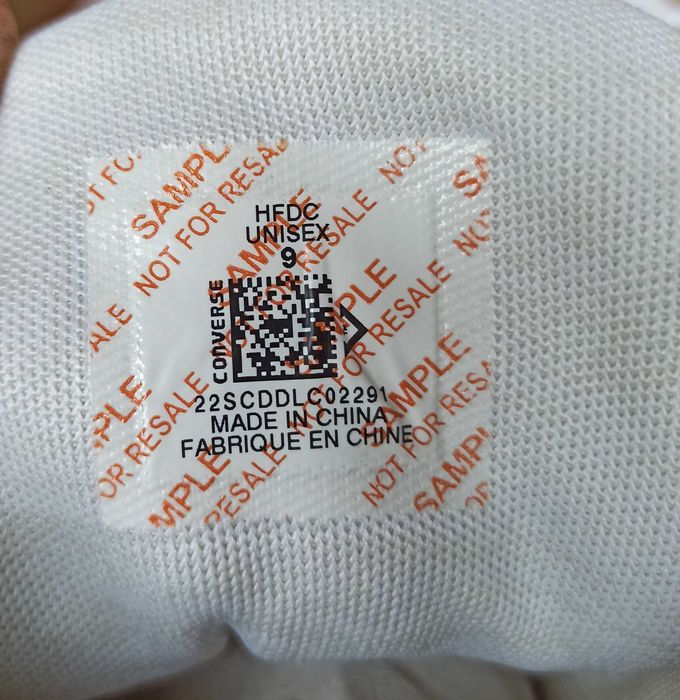 HFDC
UNISEX
9
CONVERSE
22SCDDLC02291
MADE IN CHINA
FABRIQUE EN CHINE
SAMPLE
NOT FOR RESALE
SAMPLE
NOT FOR RESALE
SAMPLE
NOT FOR RESALE
SAMPLE
NOT FOR RESALE